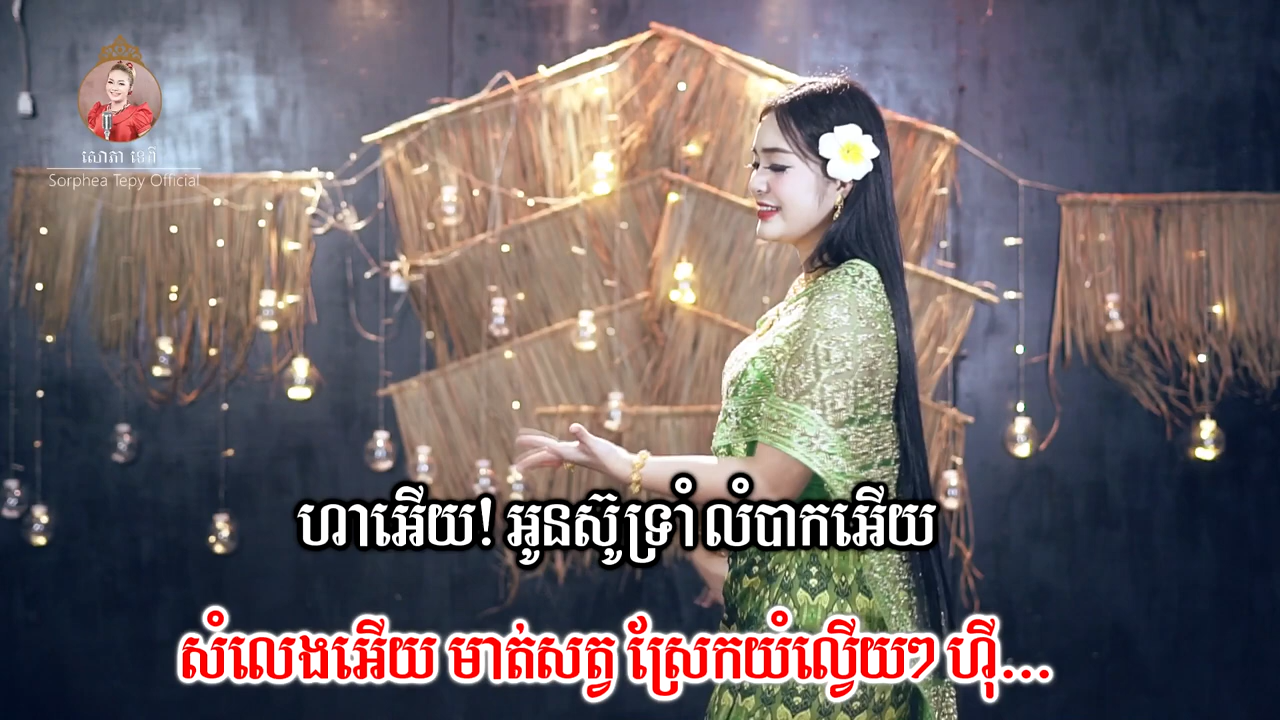 សោភា ទេពី
Sorphea Tepy Official
ហាអើយ! អូនស៊ូទ្រាំ លំបាកអើយ
សំលេងអើយ មាត់សត្វ ស្រែកយំល្វើយៗ ហ៊ី...